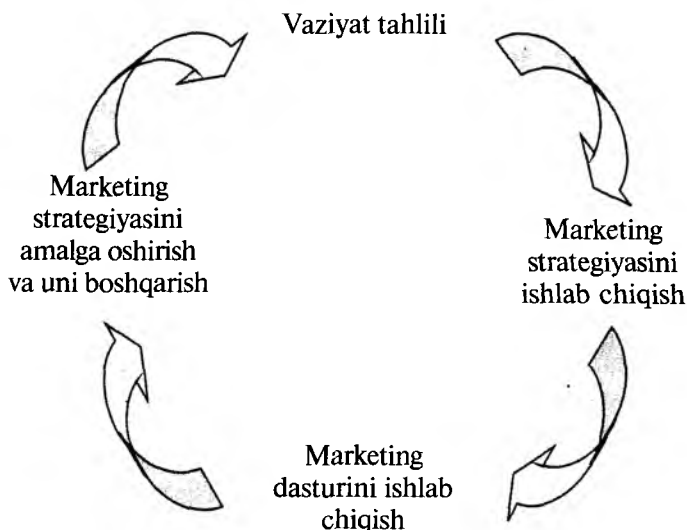 Vaziyat tahlili
Marketing
strategiyasini
ishlab chiqish
Marketing
dasturini ishlab
chiqish
Marketing
strategiyasini
amalga oshirish
va uni boshqarish